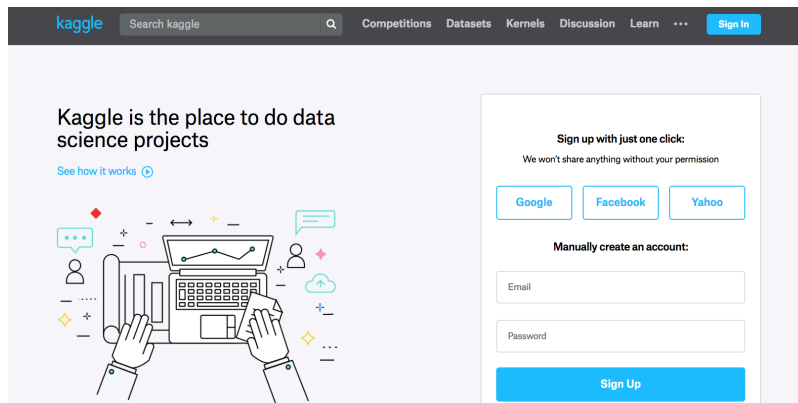 kaggle Search kaggle Competitions Datasets Kernels Discussion Learn ••• Sign In
Kaggle is the place to do data
science projects
See how it works
Sign up with just one click:
We won't share anything without your permission
Google Facebook Yahoo
Manually create an account:
Email
Password
Sign Up